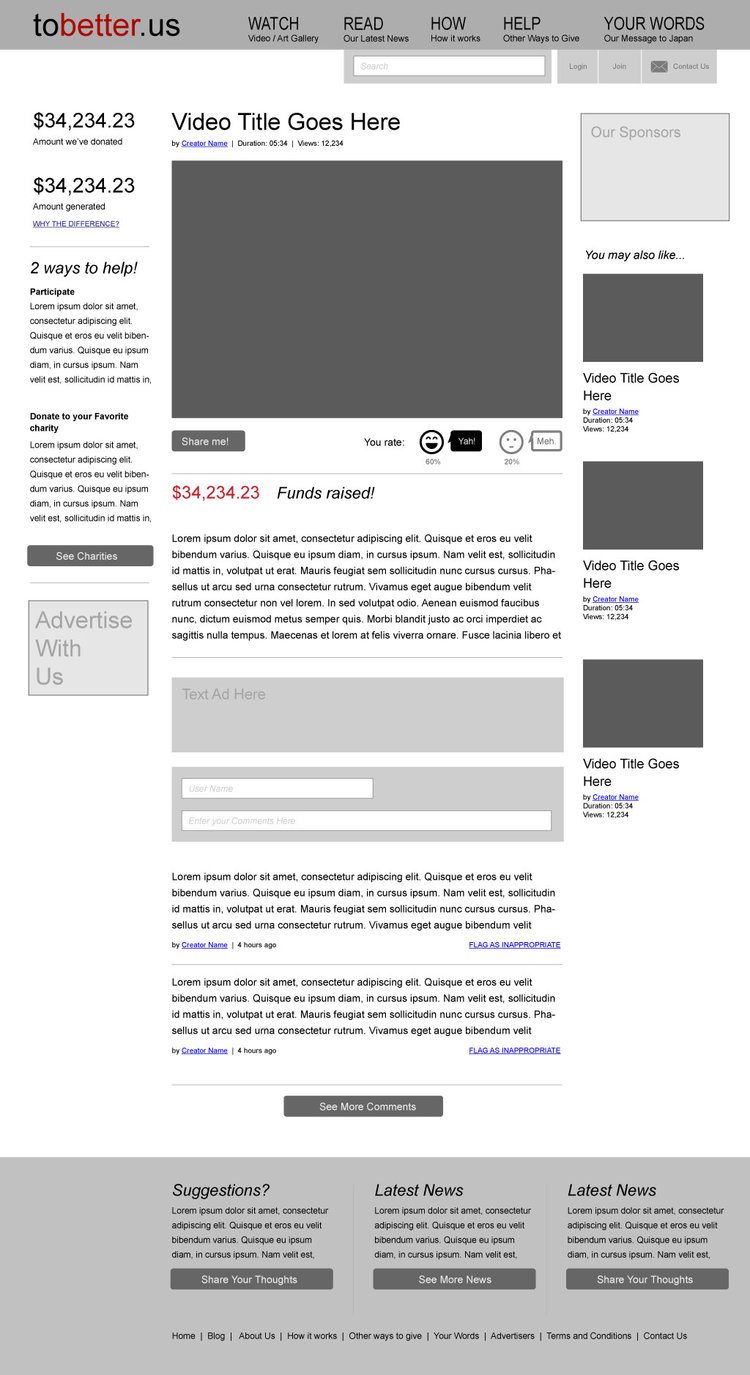 tobetter.us
WATCH
Video / Art Gallery
READ
Our Latest News
HOW
How it works
HELP
Other Ways to Give
YOUR WORDS
Our Message to Japan
Search
Login
Join
Contact Us
$34,234.23
Amount we've donated
$34,234.23
Amount generated
WHY THE DIFFERENCE?
2 ways to help!
Participate
Lorem ipsum dolor sit amet,
consectetur adipiscing elit.
Quisque et eros eu velit biben-
dum varius. Quisque eu ipsum
diam, in cursus ipsum. Nam
velit est, sollicitudin id mattis in,
Donate to your Favorite
charity
Lorem ipsum dolor sit amet,
consectetur adipiscing elit.
Quisque et eros eu velit biben-
dum varius. Quisque eu ipsum
diam, in cursus ipsum. Nam
velit est, sollicitudin id mattis in,
See Charities
Advertise
With
Us
Video Title Goes Here
by Creator Name | Duration: 05:34 | Views: 12,234
Share me!
You rate:
Yah!
Meh.
60%
20%
$34,234.23 Funds raised!
Lorem ipsum dolor sit amet, consectetur adipiscing elit. Quisque et eros eu velit
bibendum varius. Quisque eu ipsum diam, in cursus ipsum. Nam velit est, sollicitudin
id mattis in, volutpat ut erat. Mauris feugiat sem sollicitudin nunc cursus cursus. Pha-
sellus ut arcu sed urna consectetur rutrum. Vivamus eget augue bibendum velit
rutrum consectetur non vel lorem. In sed volutpat odio. Aenean euismod faucibus
nunc, dictum euismod metus semper quis. Morbi blandit justo ac orci imperdiet ac
sagittis nulla tempus. Maecenas et lorem at felis viverra ornare. Fusce lacinia libero et
Text Ad Here
User Name
Enter your Comments Here
Lorem ipsum dolor sit amet, consectetur adipiscing elit. Quisque et eros eu velit
bibendum varius. Quisque eu ipsum diam, in cursus ipsum. Nam velit est, sollicitudin
id mattis in, volutpat ut erat. Mauris feugiat sem sollicitudin nunc cursus cursus. Pha-
sellus ut arcu sed urna consectetur rutrum. Vivamus eget augue bibendum velit
by Creator Name | 4 hours ago
FLAG AS INAPPROPRIATE
Lorem ipsum dolor sit amet, consectetur adipiscing elit. Quisque et eros eu velit
bibendum varius. Quisque eu ipsum diam, in cursus ipsum. Nam velit est, sollicitudin
id mattis in, volutpat ut erat. Mauris feugiat sem sollicitudin nunc cursus cursus. Pha-
sellus ut arcu sed urna consectetur rutrum. Vivamus eget augue bibendum velit
by Creator Name | 4 hours ago
FLAG AS INAPPROPRIATE
See More Comments
Our Sponsors
You may also like...
Video Title Goes
Here
by Creator Name
Duration: 05:34
Views: 12,234
Video Title Goes
Here
by Creator Name
Duration: 05:34
Views: 12,234
Video Title Goes
Here
by Creator Name
Duration: 05:34
Views: 12,234
Suggestions?
Lorem ipsum dolor sit amet, consectetur
adipiscing elit. Quisque et eros eu velit
bibendum varius. Quisque eu ipsum
diam, in cursus ipsum. Nam velit est,
Share Your Thoughts
Latest News
Lorem ipsum dolor sit amet, consectetur
adipiscing elit. Quisque et eros eu velit
bibendum varius. Quisque eu ipsum
diam, in cursus ipsum. Nam velit est,
See More News
Latest News
Lorem ipsum dolor sit amet, consectetur
adipiscing elit. Quisque et eros eu velit
bibendum varius. Quisque eu ipsum
diam, in cursus ipsum. Nam velit est,
Share Your Thoughts
Home | Blog | About Us | How it works | Other ways to give | Your Words | Advertisers | Terms and Conditions | Contact Us